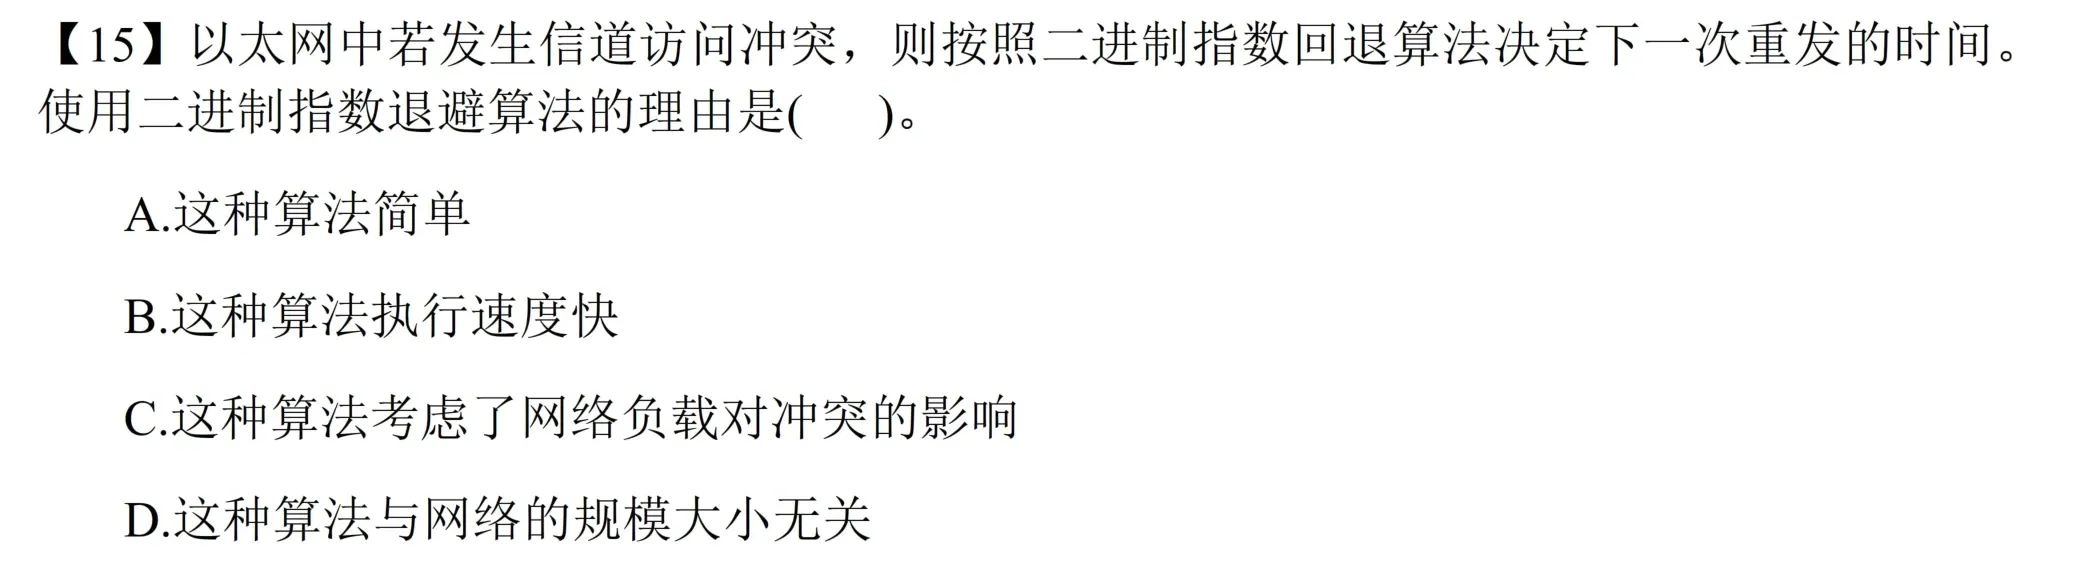 【15】以太网中若发生信道访问冲突，则按照二进制指数回退算法决定下一次重发的时间。
使用二进制指数退避算法的理由是(  )。
A.这种算法简单
B.这种算法执行速度快
C.这种算法考虑了网络负载对冲突的影响
D.这种算法与网络的规模大小无关